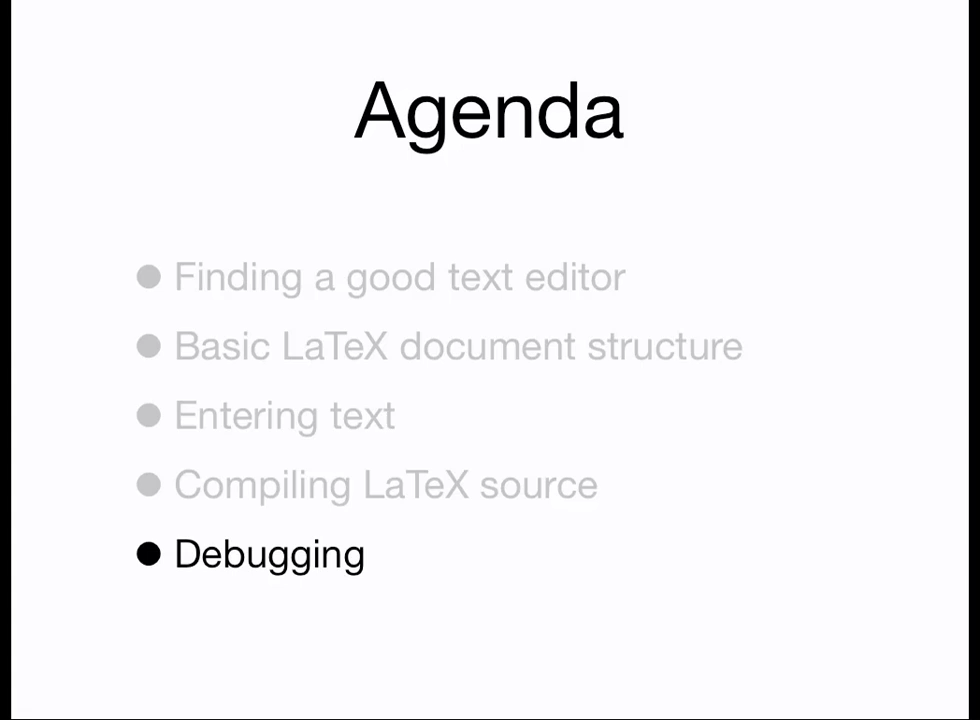 Agenda
● Finding a good text editor
● Basic LaTeX document structure
● Entering text
● Compiling LaTeX source
● Debugging